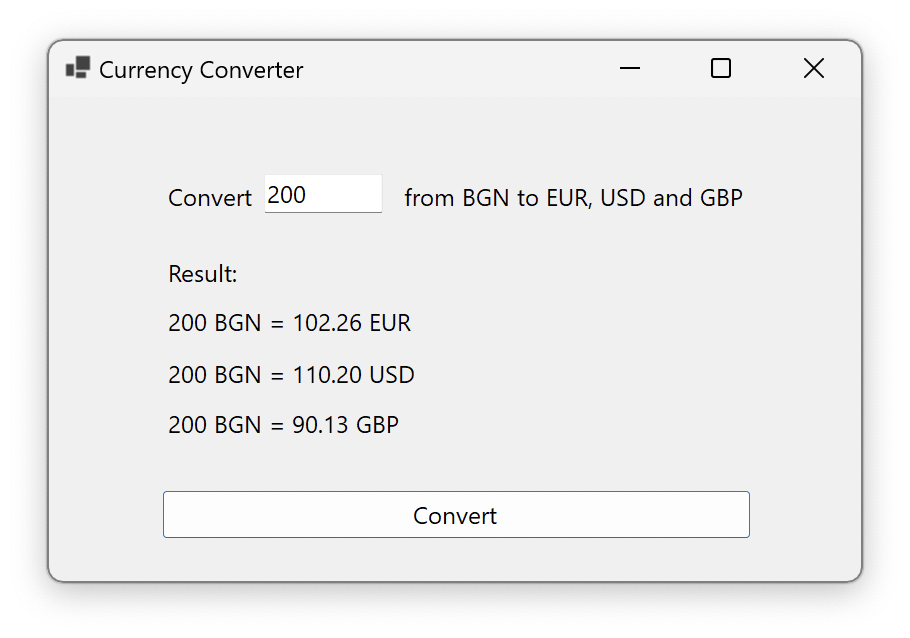 Currency Converter
Convert 200 from BGN to EUR, USD and GBP
Result:
200 BGN = 102.26 EUR
200 BGN = 110.20 USD
200 BGN = 90.13 GBP
Convert